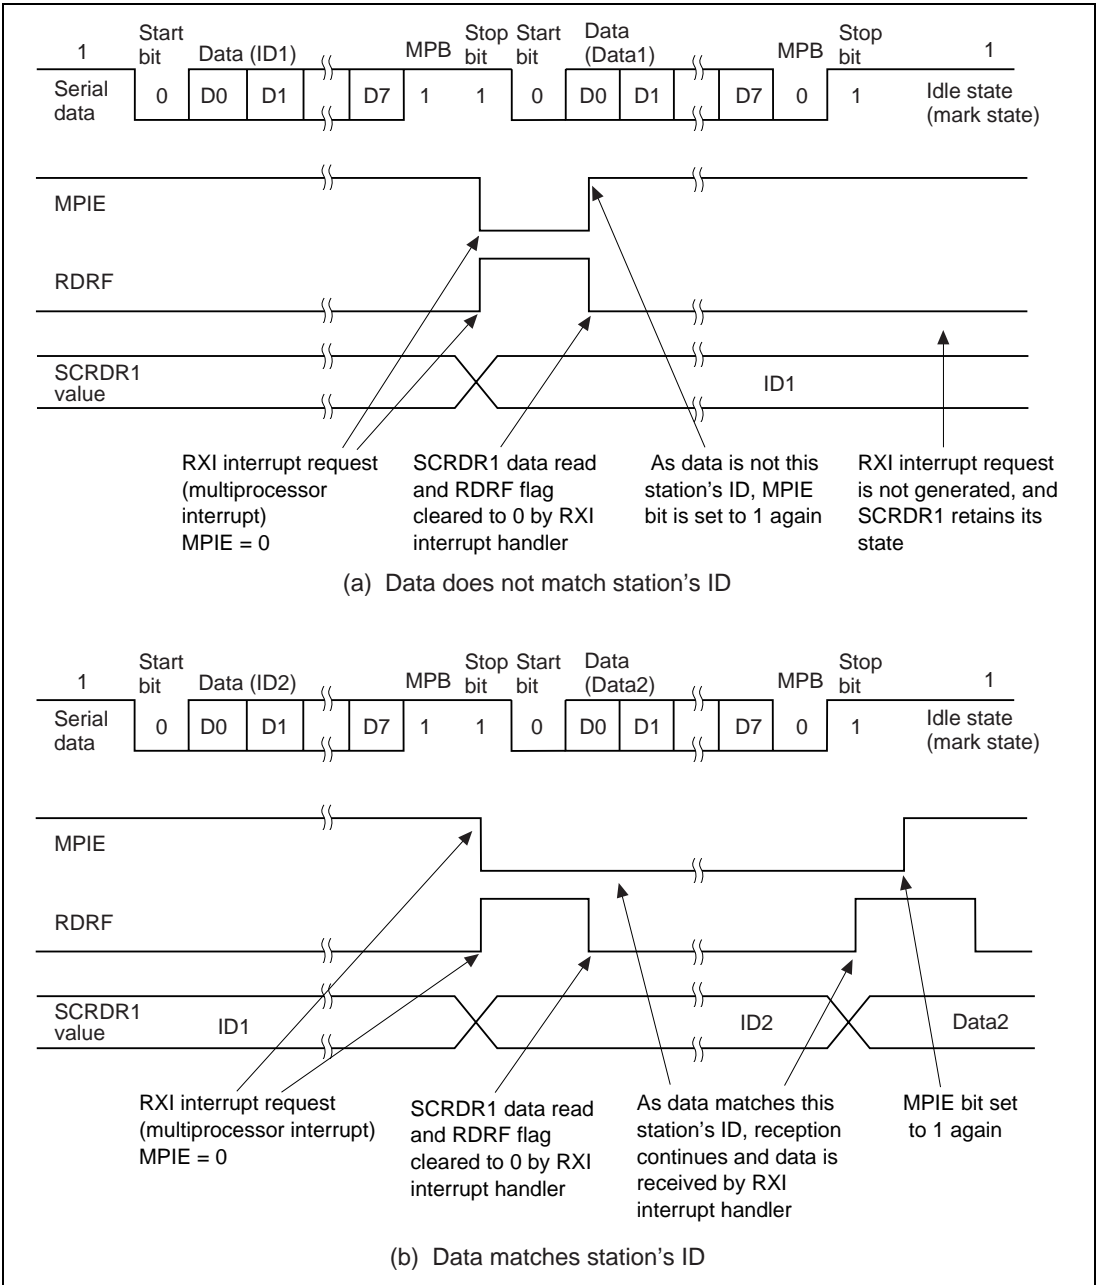 1
Start
bit
Data (ID1)
MPB
Stop
bit
Start
bit
Data
(Data1)
MPB
Stop
bit
1
Serial
data
0 D0 D1 D7 1 1 0 D0 D1 D7 0 1
Idle state
(mark state)
MPIE
RDRF
SCRDR1
value
ID1
RXI interrupt request
(multiprocessor
interrupt)
MPIE = 0
SCRDR1 data read
and RDRF flag
cleared to 0 by RXI
interrupt handler
As data is not this
station's ID, MPIE
bit is set to 1 again
RXI interrupt request
is not generated, and
SCRDR1 retains its
state
(a) Data does not match station's ID
1
Start
bit
Data (ID2)
MPB
Stop
bit
Start
bit
Data
(Data2)
MPB
Stop
bit
1
Serial
data
0 D0 D1 D7 1 1 0 D0 D1 D7 0 1
Idle state
(mark state)
MPIE
RDRF
SCRDR1
value
ID1
ID2
Data2
RXI interrupt request
(multiprocessor interrupt)
MPIE = 0
SCRDR1 data read
and RDRF flag
cleared to 0 by RXI
interrupt handler
As data matches this
station's ID, reception
continues and data is
received by RXI
interrupt handler
MPIE bit set
to 1 again
(b) Data matches station's ID